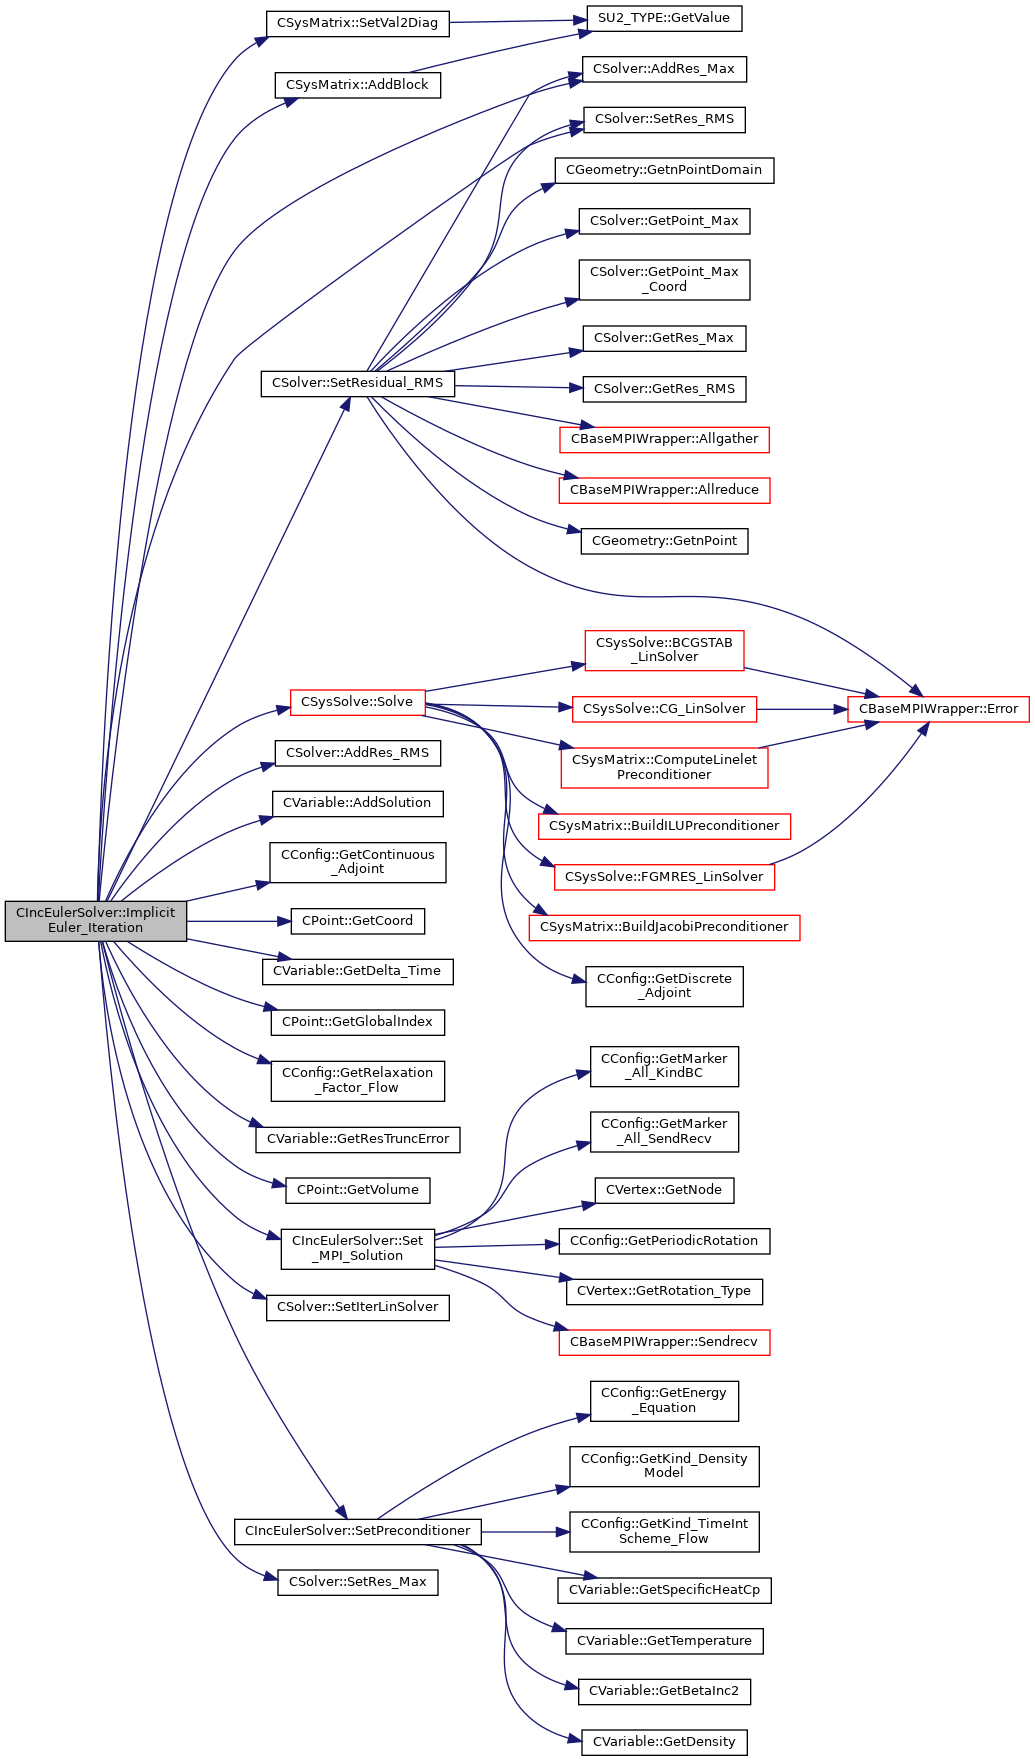 CSysMatrix::SetVal2Diag
SU2_TYPE::GetValue
CSysMatrix::AddBlock
CSolver::AddRes_Max
CSolver::SetRes_RMS
CGeometry::GetnPointDomain
CSolver::GetPoint_Max
CSolver::GetPoint_Max
_Coord
CSolver::GetRes_Max
CSolver::SetResidual_RMS
CSolver::GetRes_RMS
CBaseMPIWrapper::Allgather
CBaseMPIWrapper::Allreduce
CGeometry::GetnPoint
CSysSolve::BCGSTAB
_LinSolver
CSysSolve::Solve
CSysSolve::CG_LinSolver
CBaseMPIWrapper::Error
CSolver::AddRes_RMS
CSysMatrix::ComputeLinelet
Preconditioner
CVariable::AddSolution
CSysMatrix::BuildILUPreconditioner
CConfig::GetContinuous
_Adjoint
CSysSolve::FGMRES_LinSolver
CIncEulerSolver::Implicit
Euler_Iteration
CPoint::GetCoord
CSysMatrix::BuildJacobiPreconditioner
CVariable::GetDelta_Time
CConfig::GetDiscrete
_Adjoint
CPoint::GetGlobalIndex
CConfig::GetRelaxation
_Factor_Flow
CConfig::GetMarker
_All_KindBC
CVariable::GetResTruncError
CConfig::GetMarker
_All_SendRecv
CPoint::GetVolume
CVertex::GetNode
CIncEulerSolver::Set
_MPI_Solution
CConfig::GetPeriodicRotation
CVertex::GetRotation_Type
CSolver::SetIterLinSolver
CBaseMPIWrapper::Sendrecv
CConfig::GetEnergy
_Equation
CConfig::GetKind_Density
Model
CIncEulerSolver::SetPreconditioner
CConfig::GetKind_TimeInt
Scheme_Flow
CSolver::SetRes_Max
CVariable::GetSpecificHeatCp
CVariable::GetTemperature
CVariable::GetBetaInc2
CVariable::GetDensity